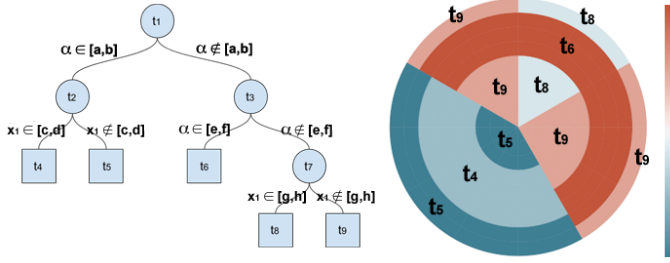 t₁
α ∈ [a,b]
α ∉ [a,b]
t₂
t₃
x₁ ∈ [c,d]
x₁ ∉ [c,d]
α ∈ [e,f]
α ∉ [e,f]
t₄
t₅
t₆
t₇
x₁ ∈ [g,h]
x₁ ∉ [g,h]
t₈
t₉
t₉
t₈
t₆
t₉
t₈
t₅
t₉
t₉
t₄
t₅